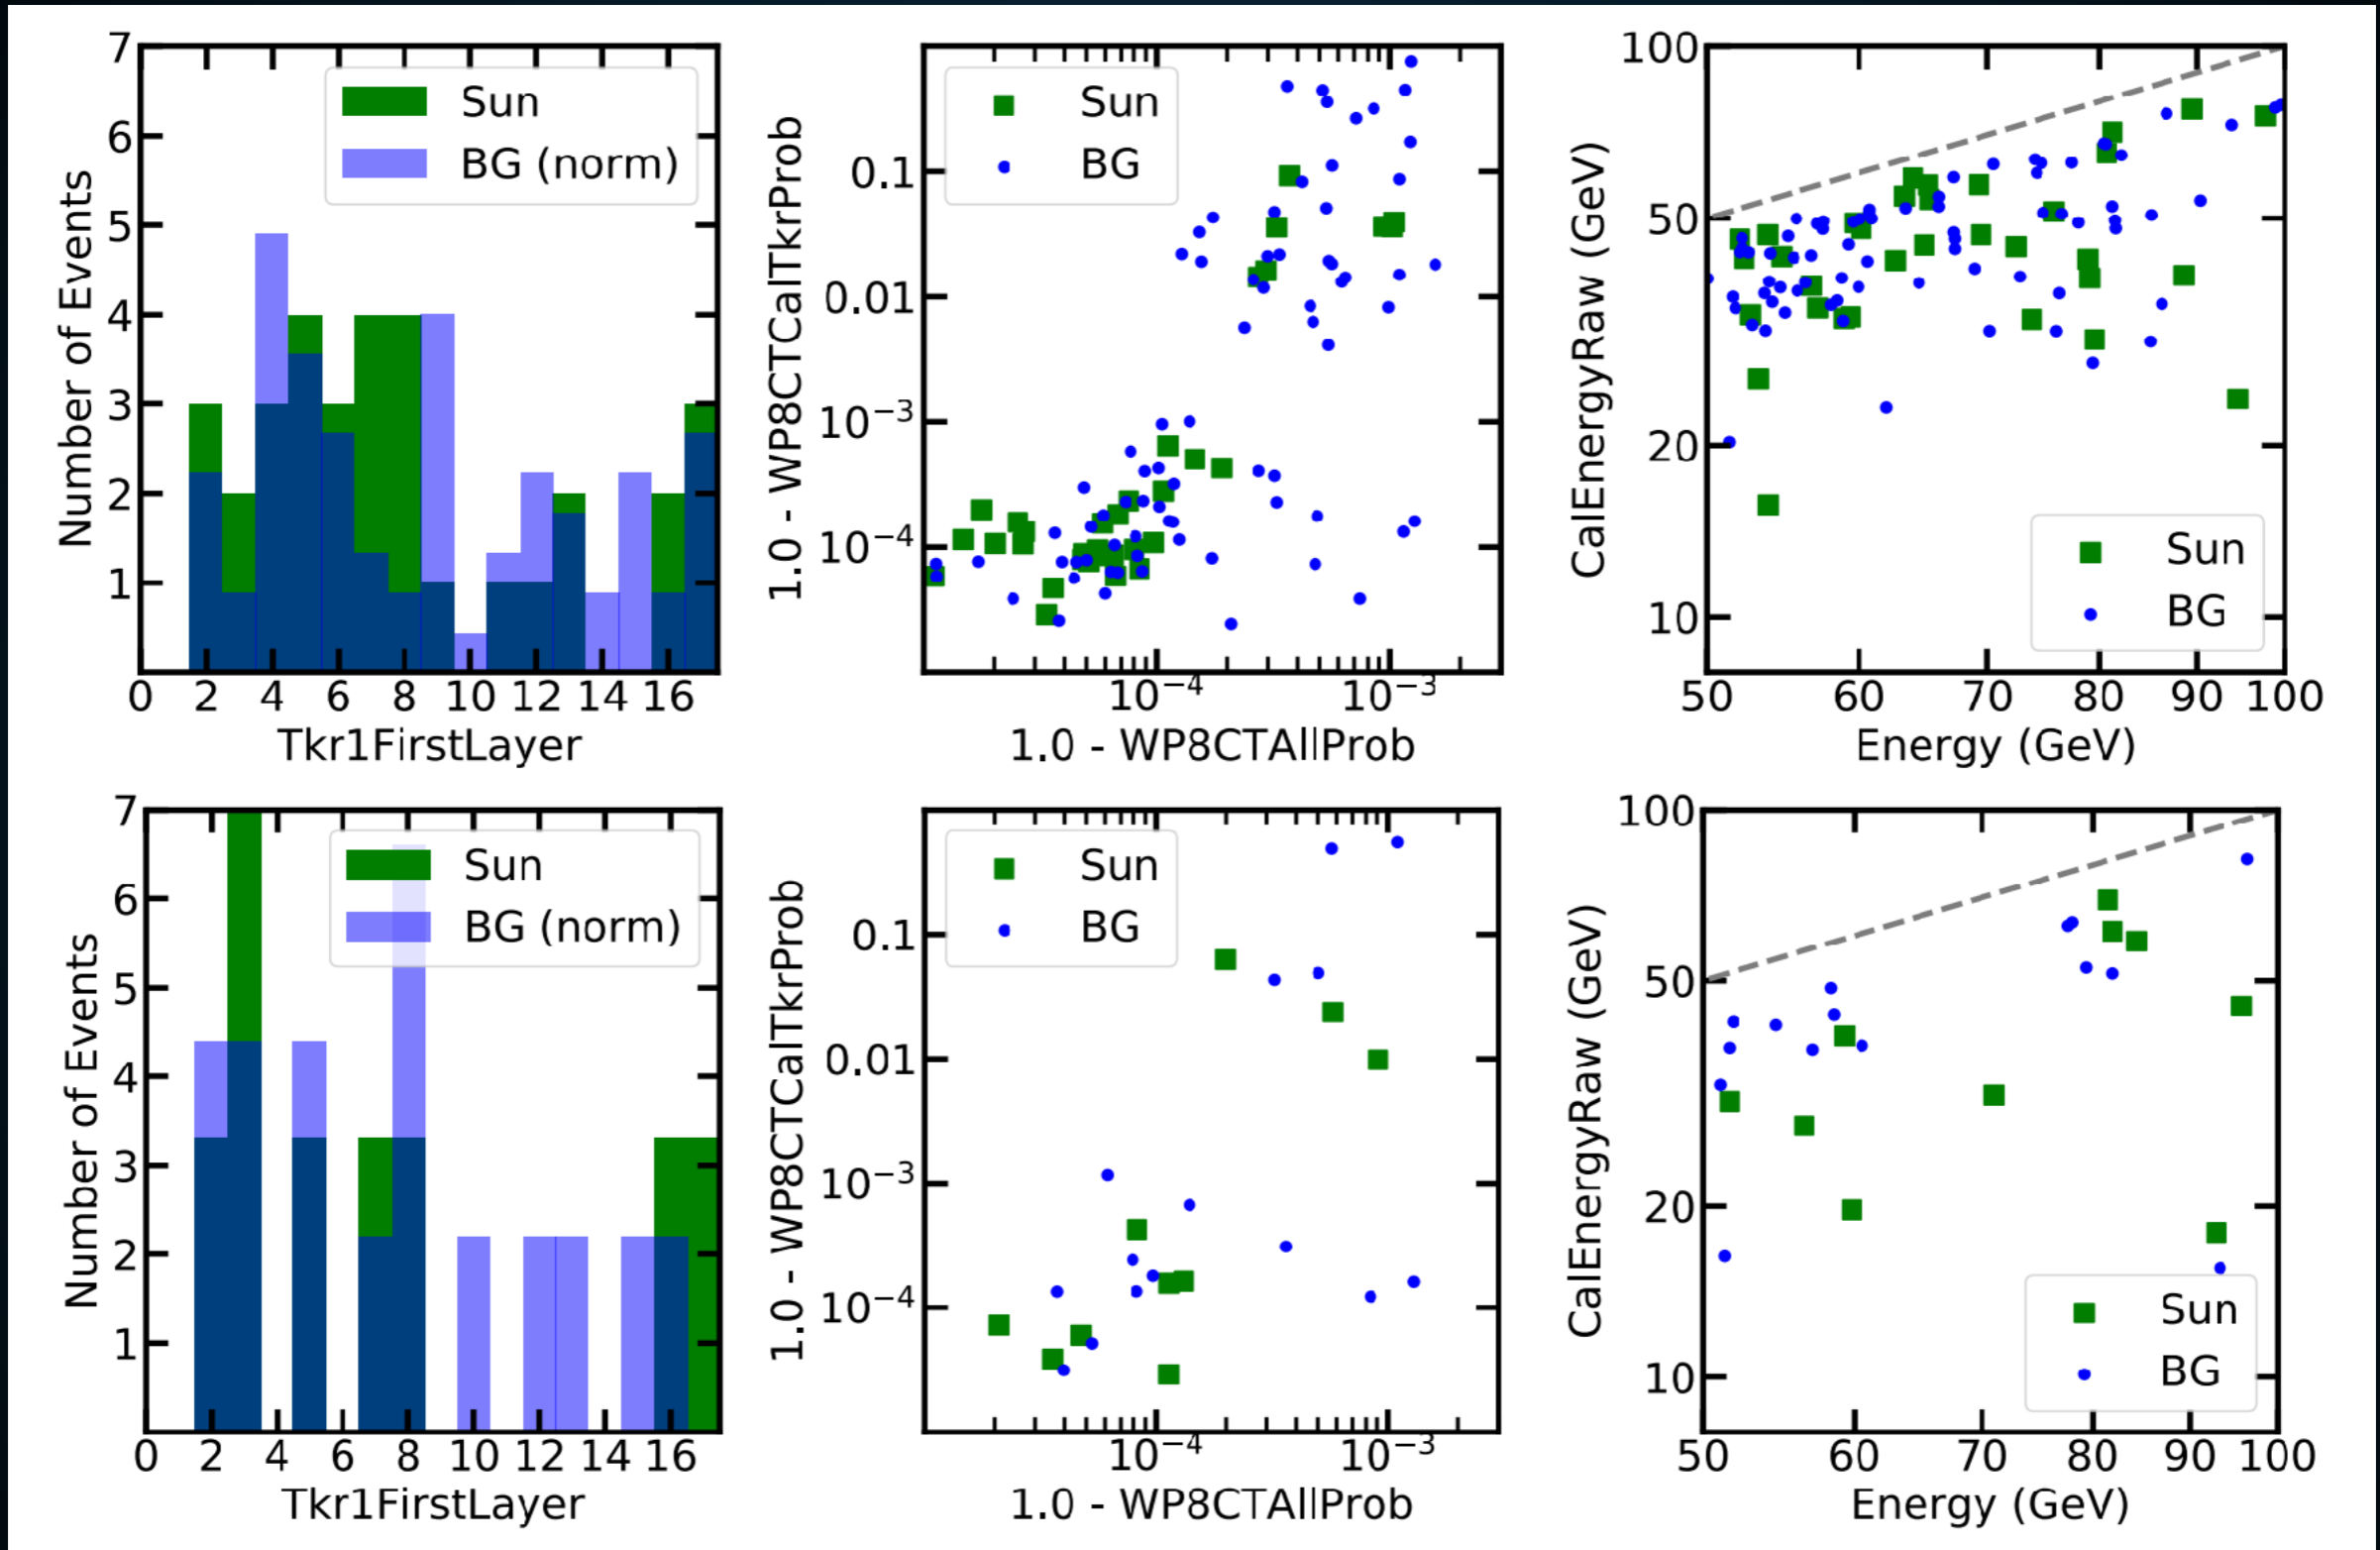 7
6
5
4
3
2
1
Number of Events
Sun
BG (norm)
0 2 4 6 8 10 12 14 16
Tkr1FirstLayer
0.1
0.01
10⁻³
10⁻⁴
1.0 - WP8CTCalTkrProb
Sun
BG
10⁻⁴ 10⁻³
1.0 - WP8CTAllProb
100
50
20
10
CalEnergyRaw (GeV)
Sun
BG
50 60 70 80 90 100
Energy (GeV)
7
6
5
4
3
2
1
Number of Events
Sun
BG (norm)
0 2 4 6 8 10 12 14 16
Tkr1FirstLayer
0.1
0.01
10⁻³
10⁻⁴
1.0 - WP8CTCalTkrProb
Sun
BG
10⁻⁴ 10⁻³
1.0 - WP8CTAllProb
100
50
20
10
CalEnergyRaw (GeV)
Sun
BG
50 60 70 80 90 100
Energy (GeV)